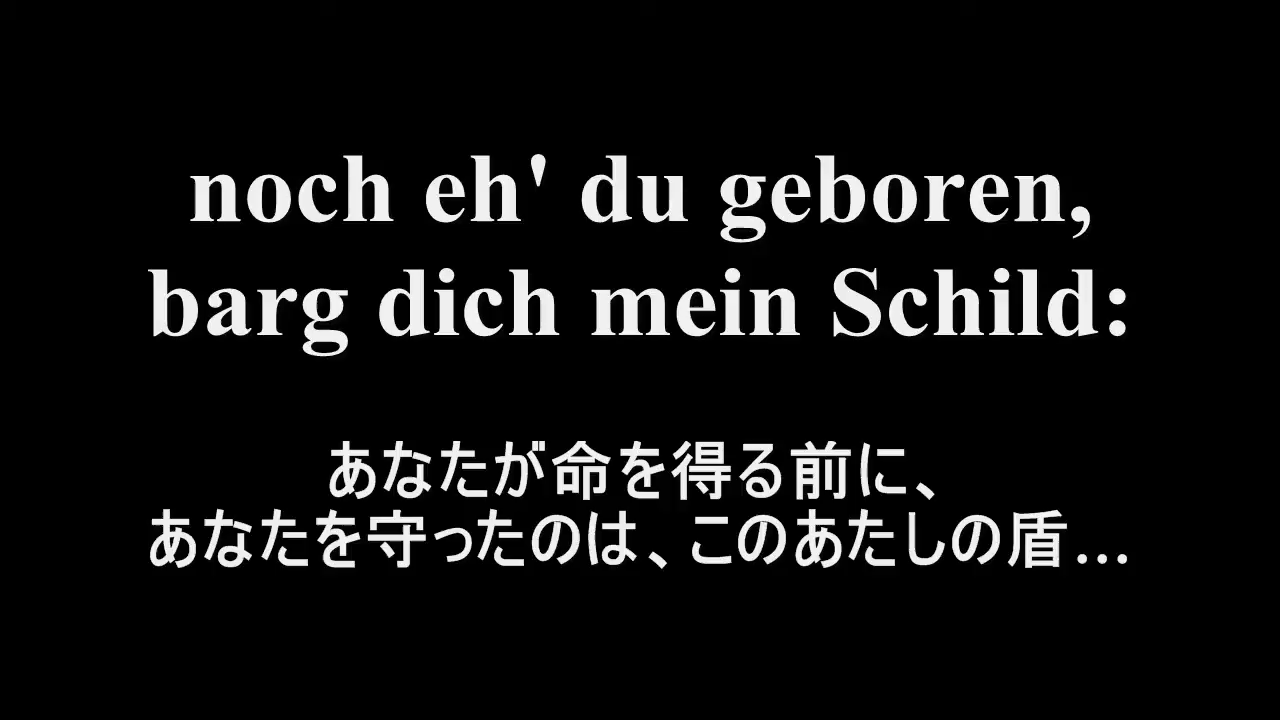 noch eh' du geboren,
barg dich mein Schild:
あなたが命を得る前に、
あなたを守ったのは、このあたしの盾…